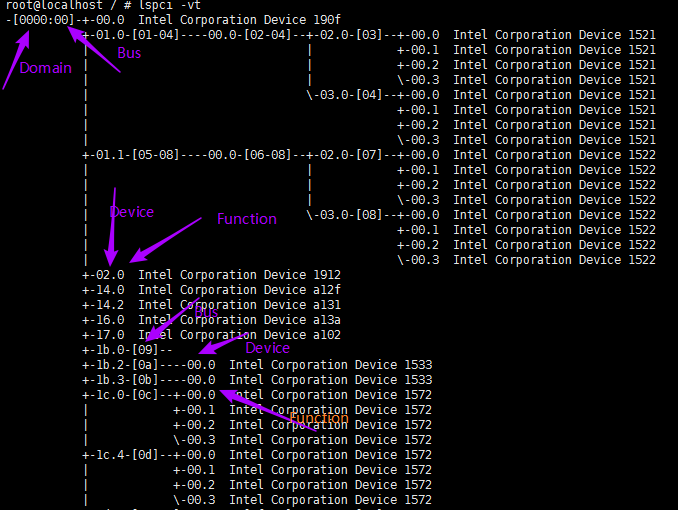 root@localhost / # lspci -vt
-[0000:00]-+-00.0  Intel Corporation Device 190f
           +-01.0-[01-04]----00.0-[02-04]--+-02.0-[03]--+-00.0  Intel Corporation Device 1521
           |                               |            +-00.1  Intel Corporation Device 1521
Domain Bus
           |                               |            +-00.2  Intel Corporation Device 1521
           |                               |            \-00.3  Intel Corporation Device 1521
           |                               \-03.0-[04]--+-00.0  Intel Corporation Device 1521
           |                                            +-00.1  Intel Corporation Device 1521
           |                                            +-00.2  Intel Corporation Device 1521
           |                                            \-00.3  Intel Corporation Device 1521
           +-01.1-[05-08]----00.0-[06-08]--+-02.0-[07]--+-00.0  Intel Corporation Device 1522
           |                               |            +-00.1  Intel Corporation Device 1522
           |                               |            +-00.2  Intel Corporation Device 1522
           |                               |            \-00.3  Intel Corporation Device 1522
           |                               \-03.0-[08]--+-00.0  Intel Corporation Device 1522
Device Function
           |                                            +-00.1  Intel Corporation Device 1522
           |                                            +-00.2  Intel Corporation Device 1522
           |                                            \-00.3  Intel Corporation Device 1522
           +-02.0  Intel Corporation Device 1912
           +-14.0  Intel Corporation Device a12f
           +-14.2  Intel Corporation Device a131
Bus
           +-16.0  Intel Corporation Device a13a
           +-17.0  Intel Corporation Device a102
           +-1b.0-[09]--
Device
           +-1b.2-[0a]----00.0  Intel Corporation Device 1533
           +-1b.3-[0b]----00.0  Intel Corporation Device 1533
           +-1c.0-[0c]--+-00.0  Intel Corporation Device 1572
           |            +-00.1  Intel Corporation Device 1572
Function
           |            +-00.2  Intel Corporation Device 1572
           |            \-00.3  Intel Corporation Device 1572
           +-1c.4-[0d]--+-00.0  Intel Corporation Device 1572
           |            +-00.1  Intel Corporation Device 1572
           |            +-00.2  Intel Corporation Device 1572
           |            \-00.3  Intel Corporation Device 1572